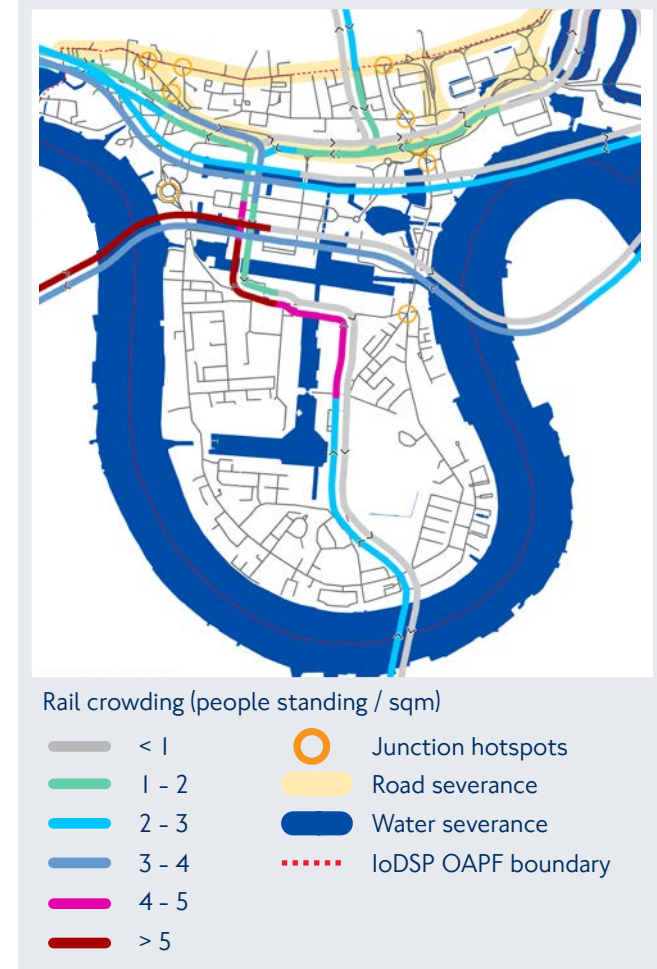 Rail crowding (people standing / sqm)
< 1
Junction hotspots
1 - 2
Road severance
2 - 3
Water severance
3 - 4
IoDSP OAPF boundary
4 - 5
> 5